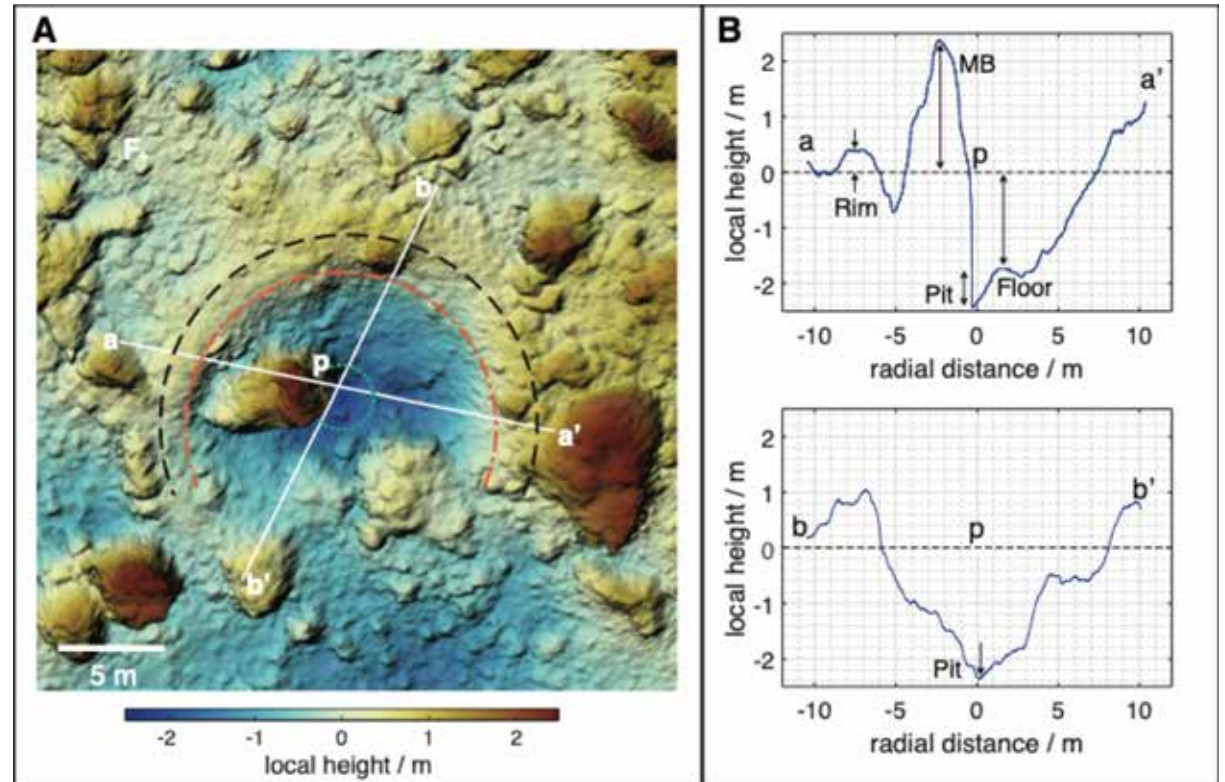 A
F
b
a
p
a'
b'
5 m
-2 -1 0 1 2
local height / m
B
2
1
0
-1
-2
local height / m
a
MB
a'
p
Rim
Pit
Floor
-10 -5 0 5 10
radial distance / m
2
1
0
-1
-2
local height / m
b
p
b'
Pit
-10 -5 0 5 10
radial distance / m